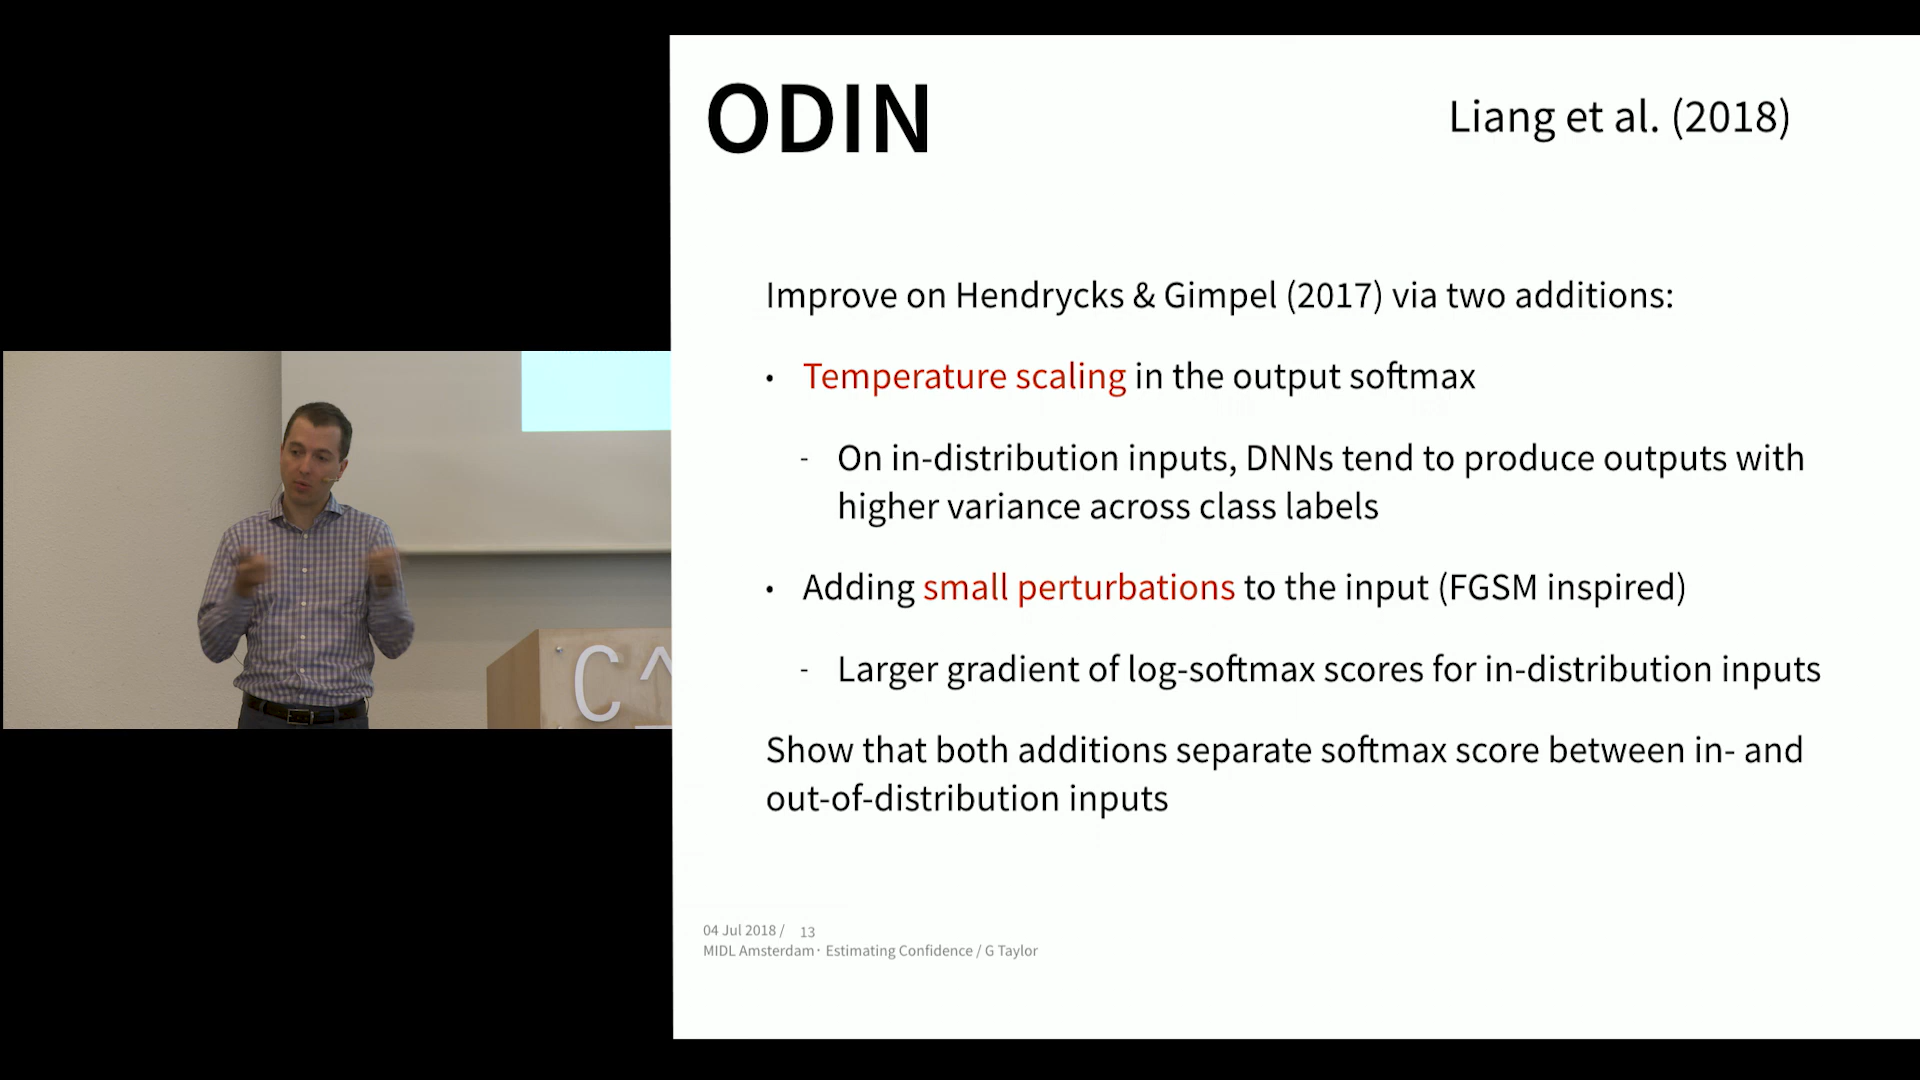 ODIN
Liang et al. (2018)
Improve on Hendrycks & Gimpel (2017) via two additions:
• Temperature scaling in the output softmax
- On in-distribution inputs, DNNs tend to produce outputs with
higher variance across class labels
• Adding small perturbations to the input (FGSM inspired)
- Larger gradient of log-softmax scores for in-distribution inputs
Show that both additions separate softmax score between in- and
out-of-distribution inputs
04 Jul 2018 / 13
MIDL Amsterdam · Estimating Confidence / G Taylor